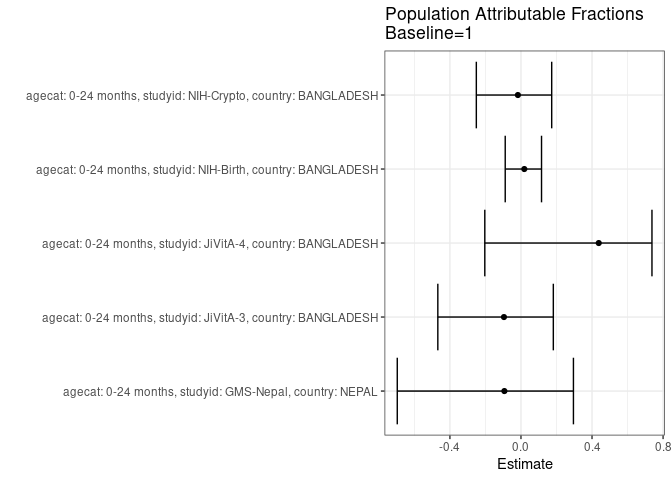 Population Attributable Fractions
Baseline=1
agecat: 0-24 months, studyid: NIH-Crypto, country: BANGLADESH
agecat: 0-24 months, studyid: NIH-Birth, country: BANGLADESH
agecat: 0-24 months, studyid: JiVitA-4, country: BANGLADESH
agecat: 0-24 months, studyid: JiVitA-3, country: BANGLADESH
agecat: 0-24 months, studyid: GMS-Nepal, country: NEPAL
-0.4 0.0 0.4 0.8
Estimate